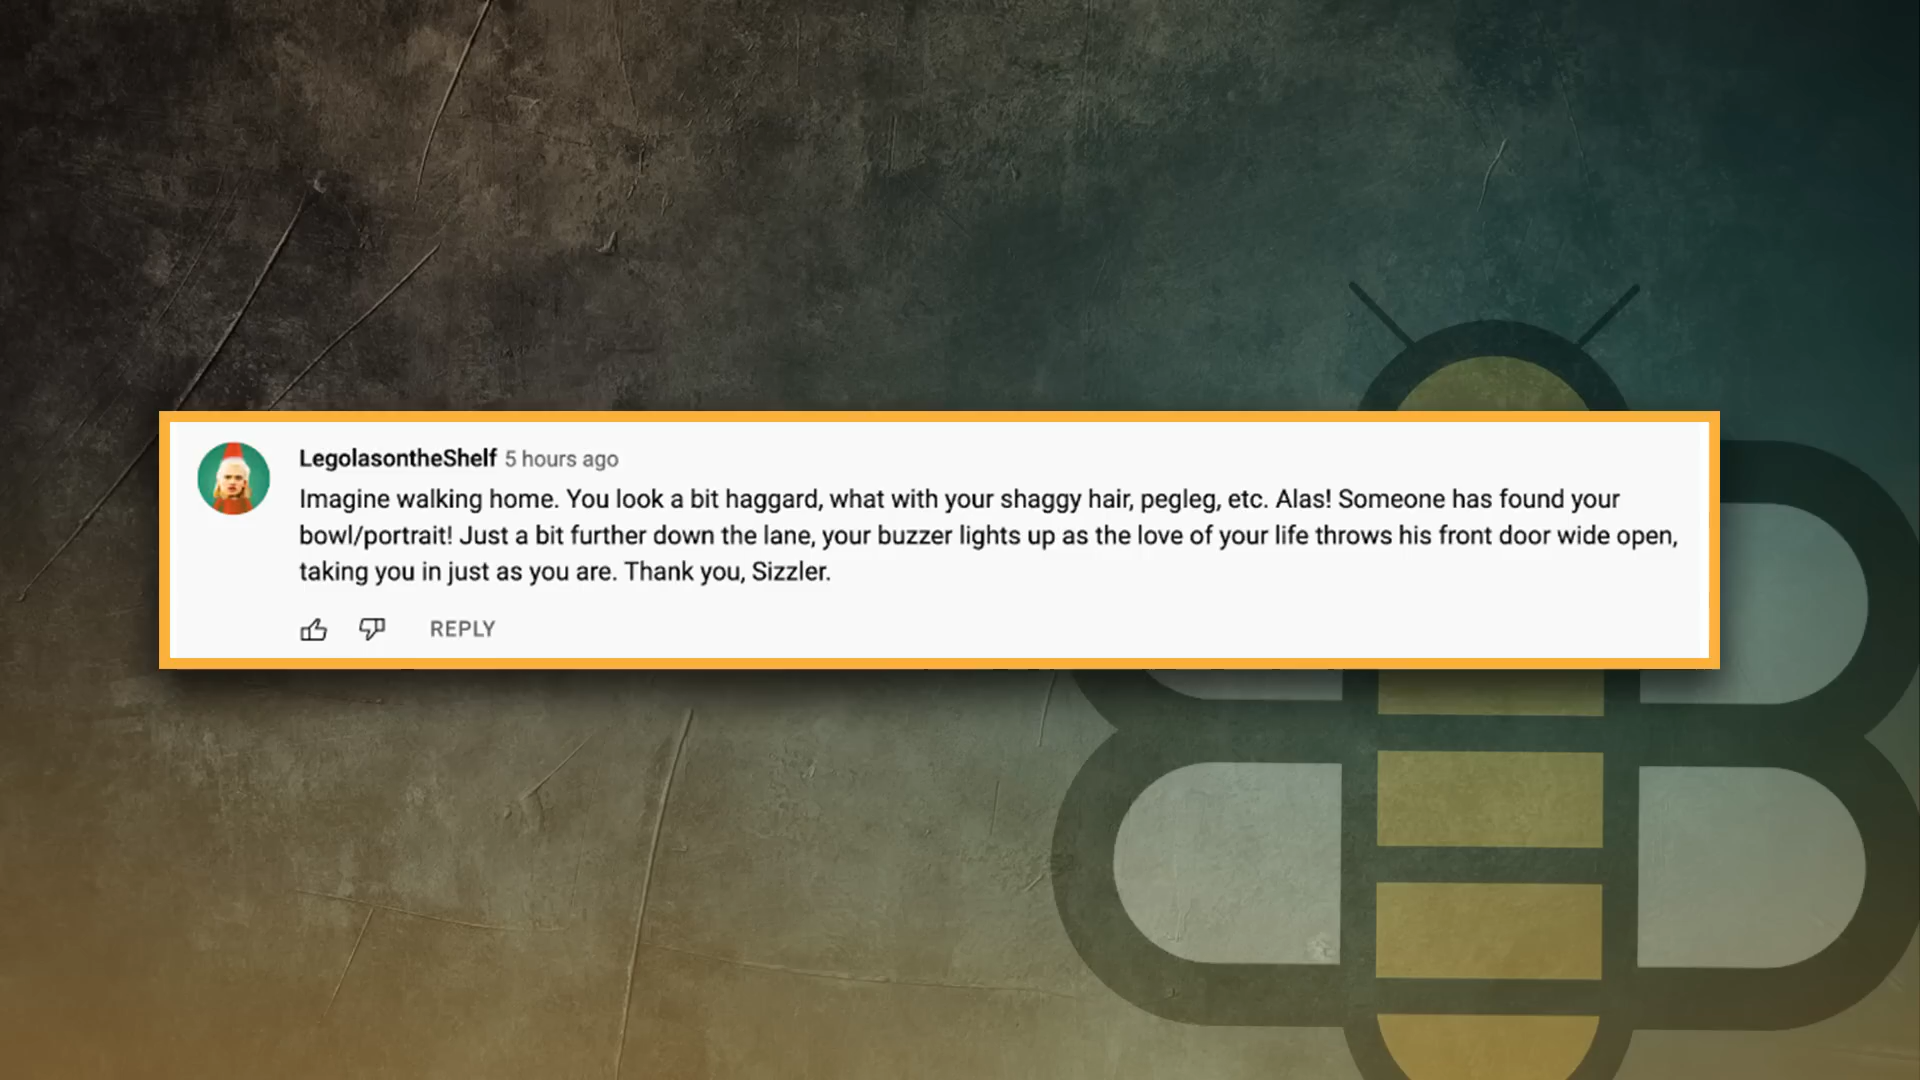 LegolasontheShelf 5 hours ago
Imagine walking home. You look a bit haggard, what with your shaggy hair, pegleg, etc. Alas! Someone has found your
bowl/portrait! Just a bit further down the lane, your buzzer lights up as the love of your life throws his front door wide open,
taking you in just as you are. Thank you, Sizzler.
REPLY